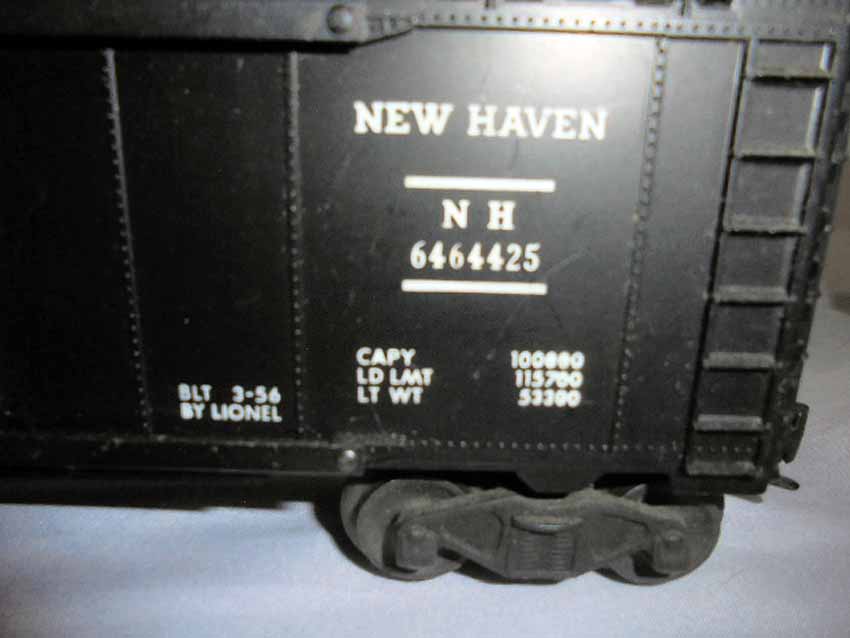 NEW HAVEN
N H
6464425
CAPY 100000
LD LMT 115700
LT WT 53300
BLT 3-56
BY LIONEL